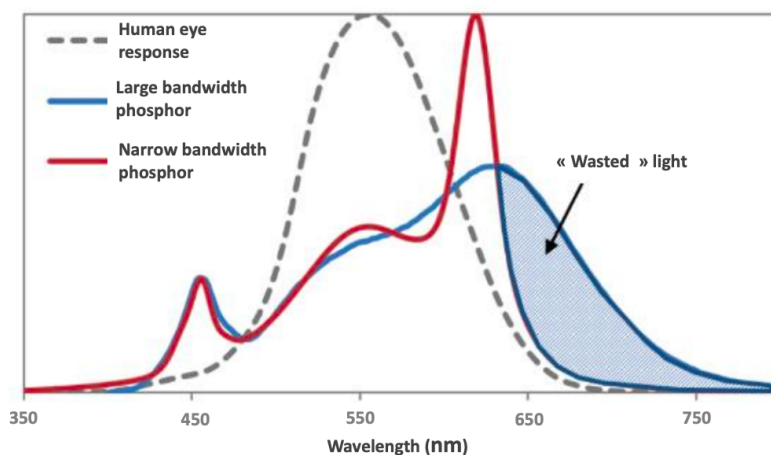 Human eye
response
Large bandwidth
phosphor
Narrow bandwidth
phosphor
« Wasted  » light
350
450
550
650
750
Wavelength (nm)